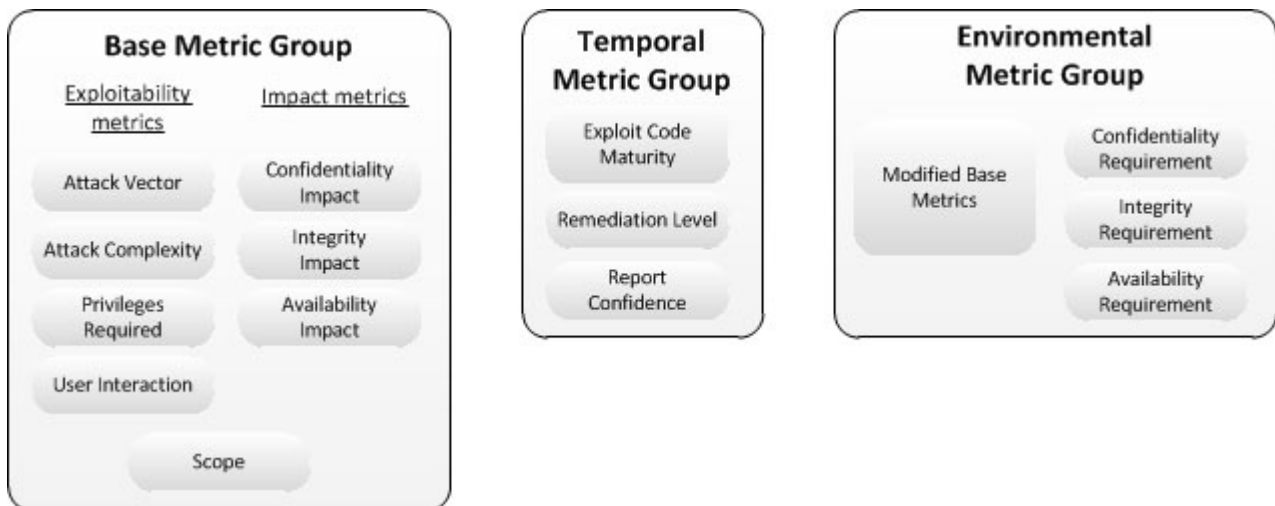 Base Metric Group
Exploitability
metrics
Impact metrics
Attack Vector
Confidentiality
Impact
Attack Complexity
Integrity
Impact
Privileges
Required
Availability
Impact
User Interaction
Scope
Temporal
Metric Group
Exploit Code
Maturity
Remediation Level
Report
Confidence
Environmental
Metric Group
Modified Base
Metrics
Confidentiality
Requirement
Integrity
Requirement
Availability
Requirement